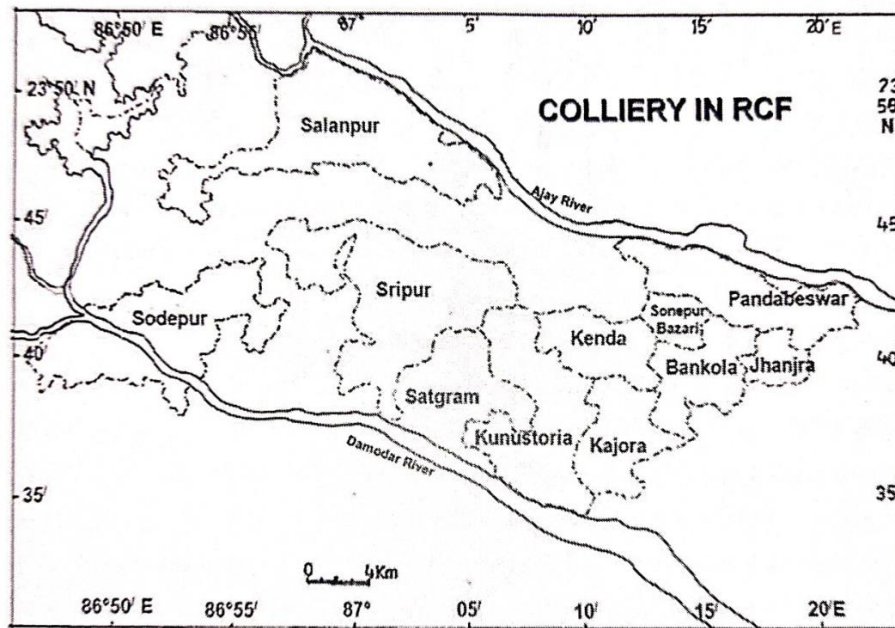 86°50' E 86°55' 87° 5' 10' 15' 20' E
23°50' N
COLLIERY IN RCF
23
N
Salanpur
Ajay River
45' 45
Sripur
Pandabeswar
Sodepur
Sonepur
Bazari
Kenda
40' 40
Bankola Jhanjra
Satgram
Kunustoria Kajora
Damodar River
35' 35
0 4Km
86°50' E 86°55' 87° 05' 10' 15' 20' E